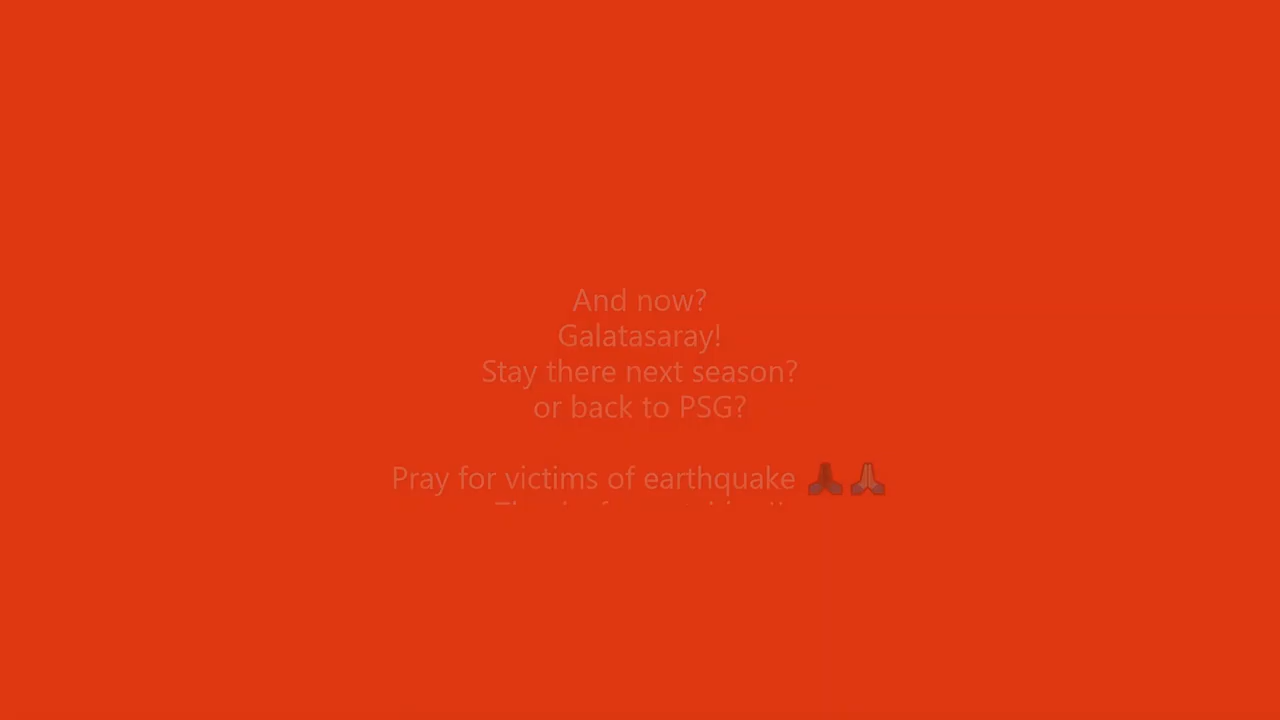 And now?
Galatasaray!
Stay there next season?
or back to PSG?
Pray for victims of earthquake 🙏🏿🙏🏽